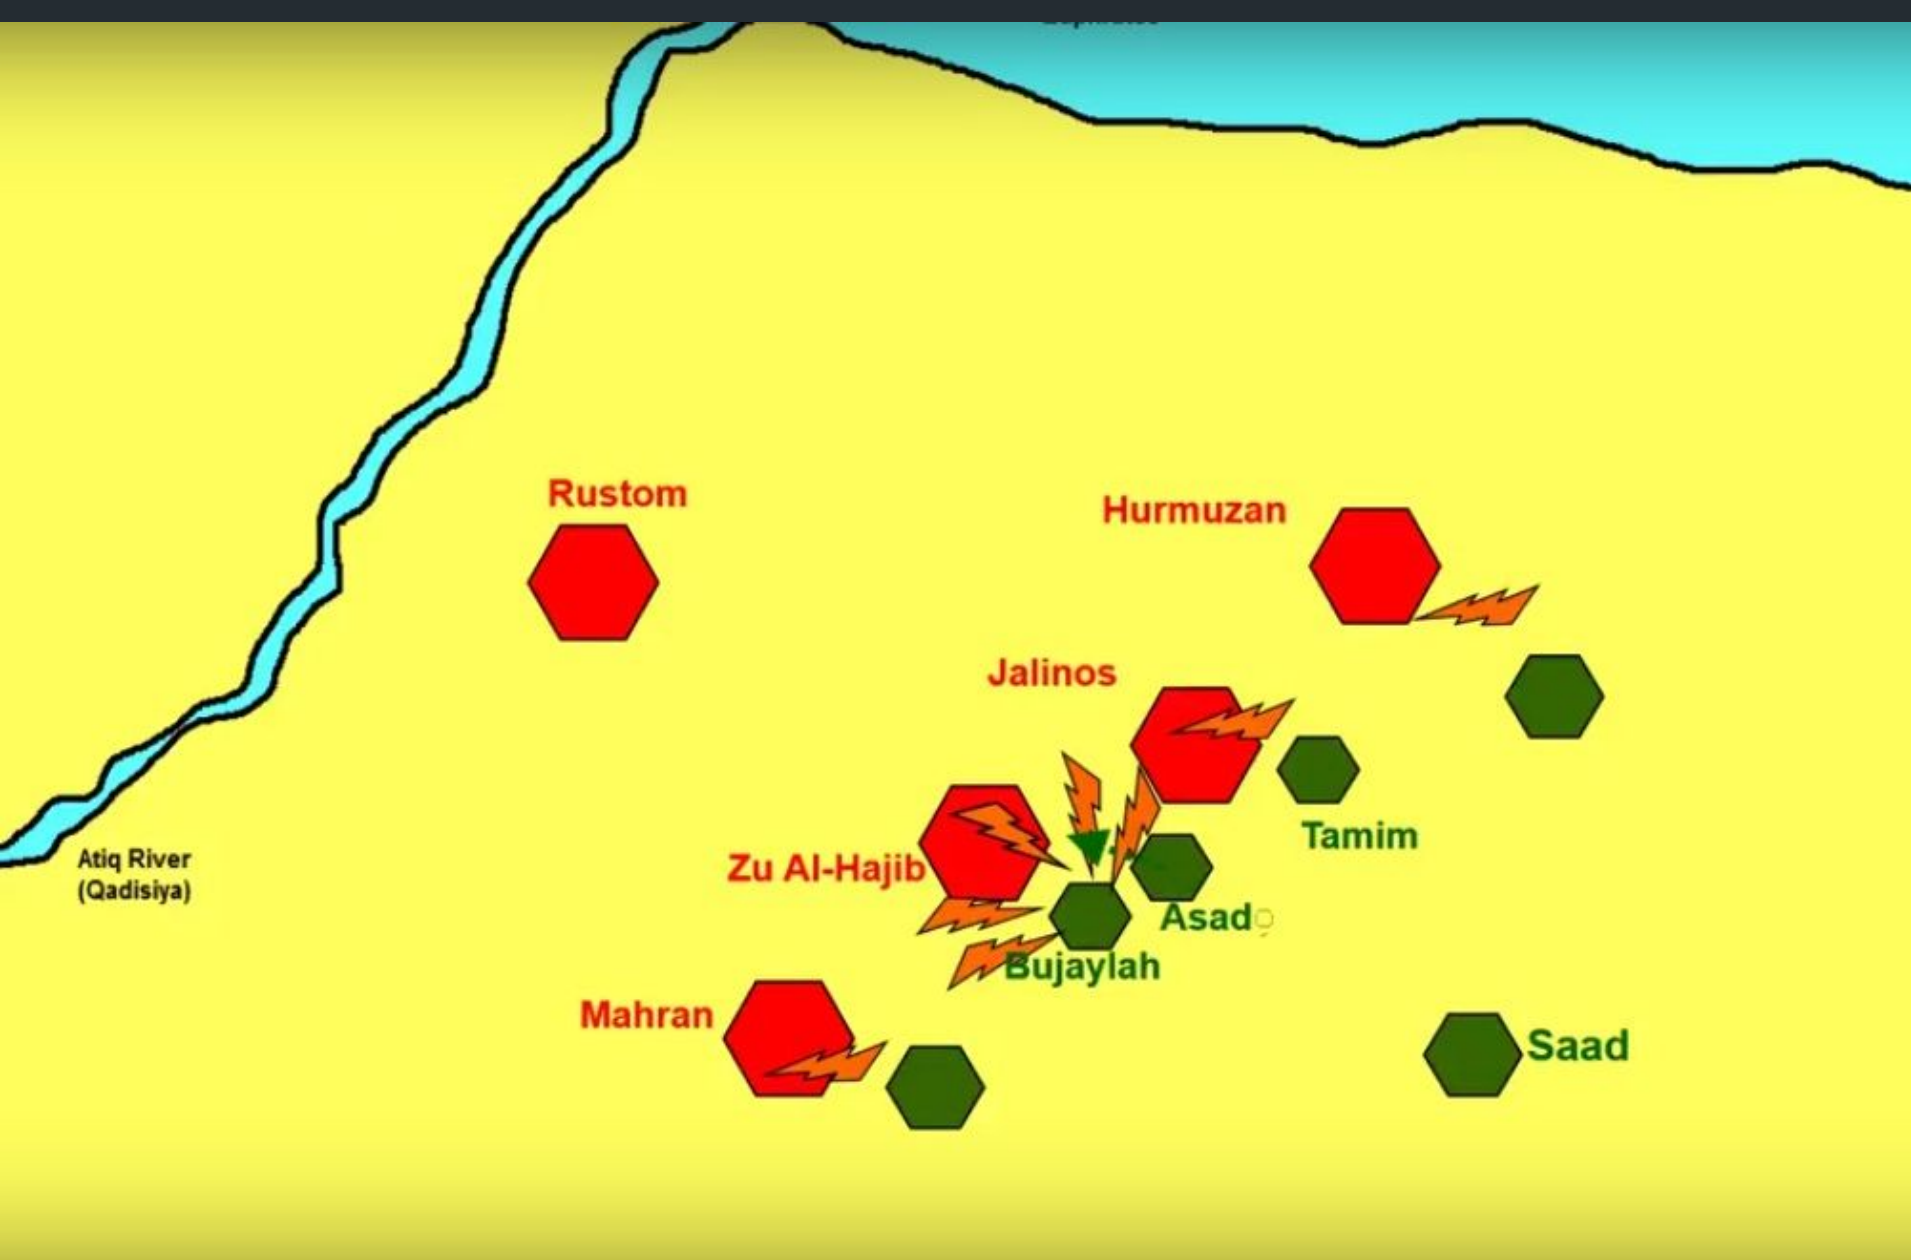 Rustom
Hurmuzan
Jalinos
Tamim
Zu Al-Hajib
Atiq River
(Qadisiya)
Asad
Bujaylah
Mahran
Saad